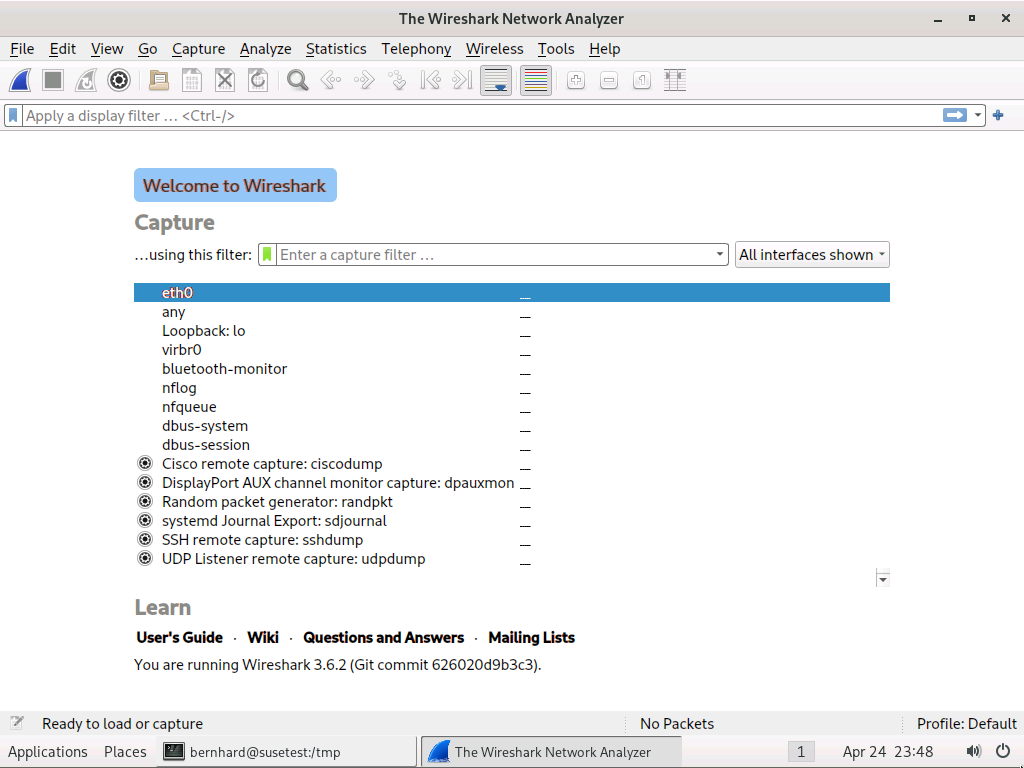 The Wireshark Network Analyzer
File Edit View Go Capture Analyze Statistics Telephony Wireless Tools Help
Apply a display filter … <Ctrl-/>
Welcome to Wireshark
Capture
…using this filter: Enter a capture filter … All interfaces shown
eth0
any
Loopback: lo
virbr0
bluetooth-monitor
nflog
nfqueue
dbus-system
dbus-session
Cisco remote capture: ciscodump
DisplayPort AUX channel monitor capture: dpauxmon
Random packet generator: randpkt
systemd Journal Export: sdjournal
SSH remote capture: sshdump
UDP Listener remote capture: udpdump
Learn
User's Guide · Wiki · Questions and Answers · Mailing Lists
You are running Wireshark 3.6.2 (Git commit 626020d9b3c3).
Ready to load or capture No Packets Profile: Default
Applications Places bernhard@susetest:/tmp The Wireshark Network Analyzer 1 Apr 24 23:48